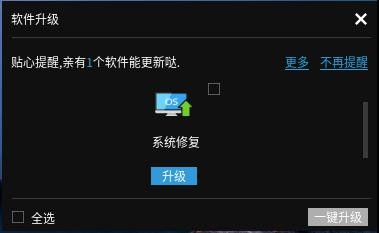 软件升级
贴心提醒,亲有1个软件能更新哒.
更多 不再提醒
OS
系统修复
升级
全选
一键升级